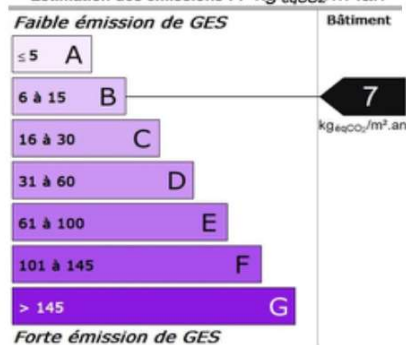 Faible émission de GES
Bâtiment
≤ 5 A
6 à 15 B
7
kgéqCO₂/m².an
16 à 30 C
31 à 60 D
61 à 100 E
101 à 145 F
> 145 G
Forte émission de GES